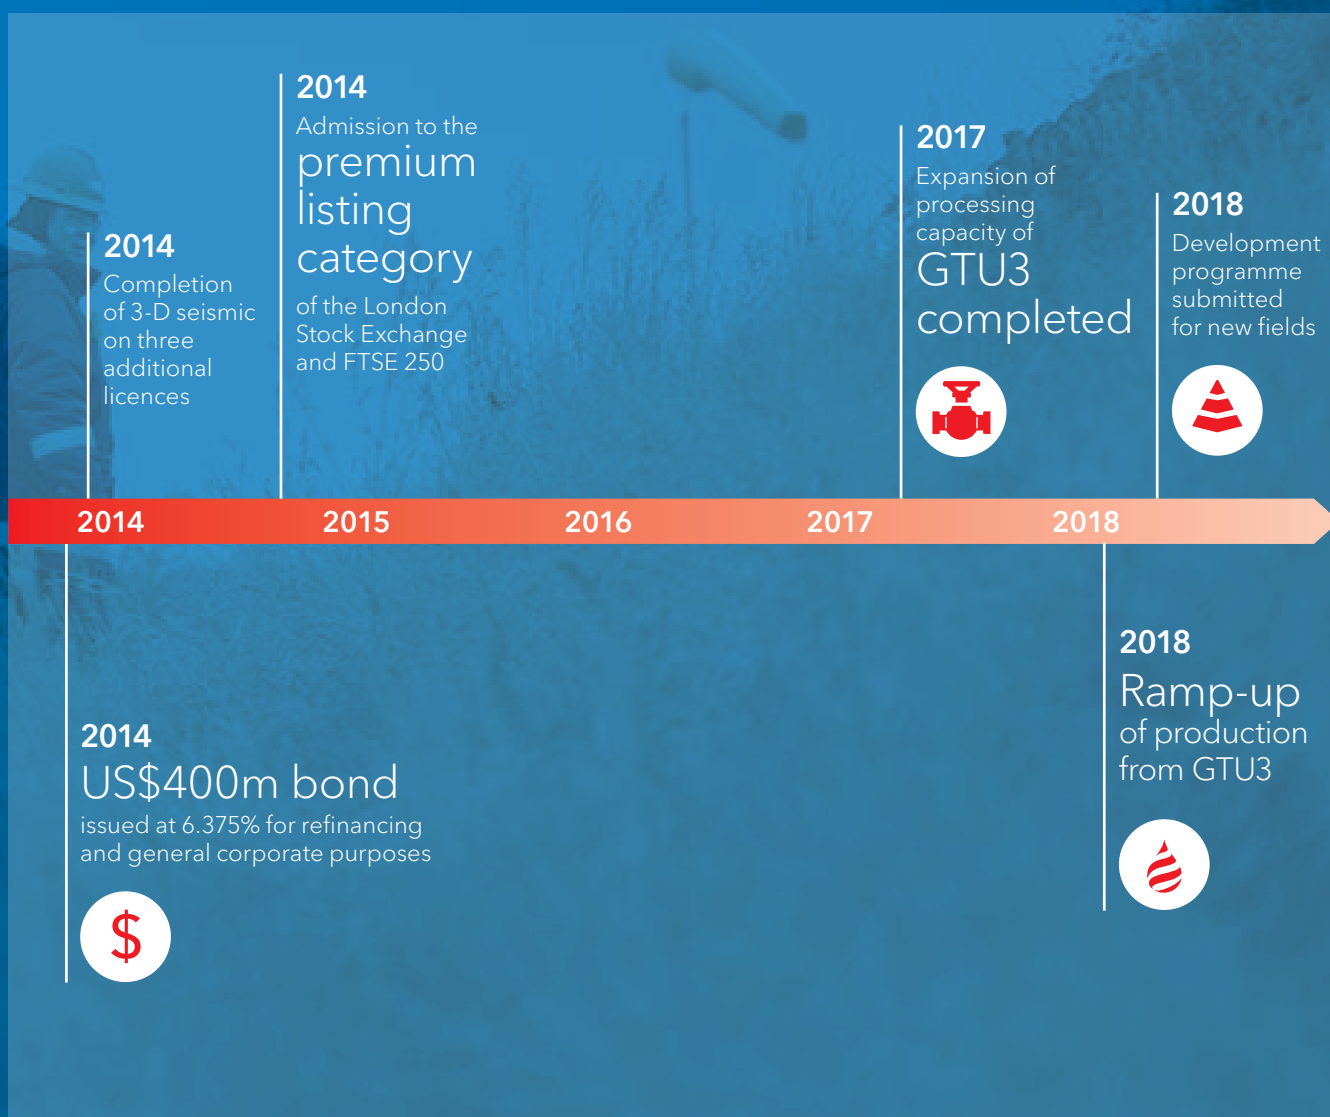 2014
Completion
of 3-D seismic
on three
additional
licences
2014
Admission to the
premium
listing
category
of the London
Stock Exchange
and FTSE 250
2017
Expansion of
processing
capacity of
GTU3
completed
2018
Development
programme
submitted
for new fields
2014 2015 2016 2017 2018
2014
US$400m bond
issued at 6.375% for refinancing
and general corporate purposes
$
2018
Ramp-up
of production
from GTU3